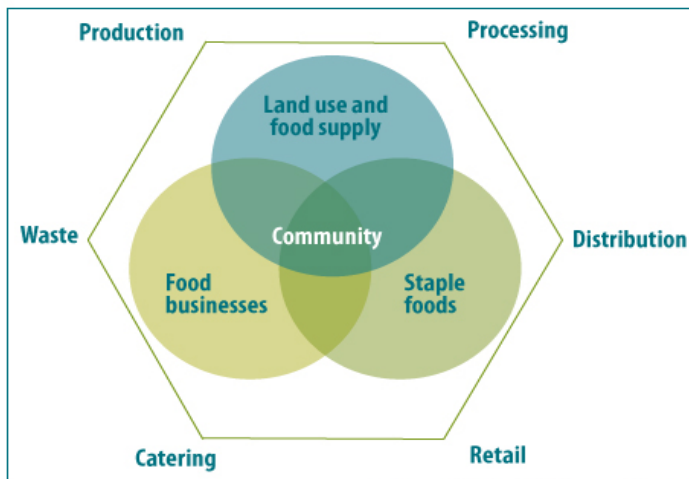 Production
Processing
Land use and
food supply
Waste
Community
Distribution
Food
businesses
Staple
foods
Catering
Retail